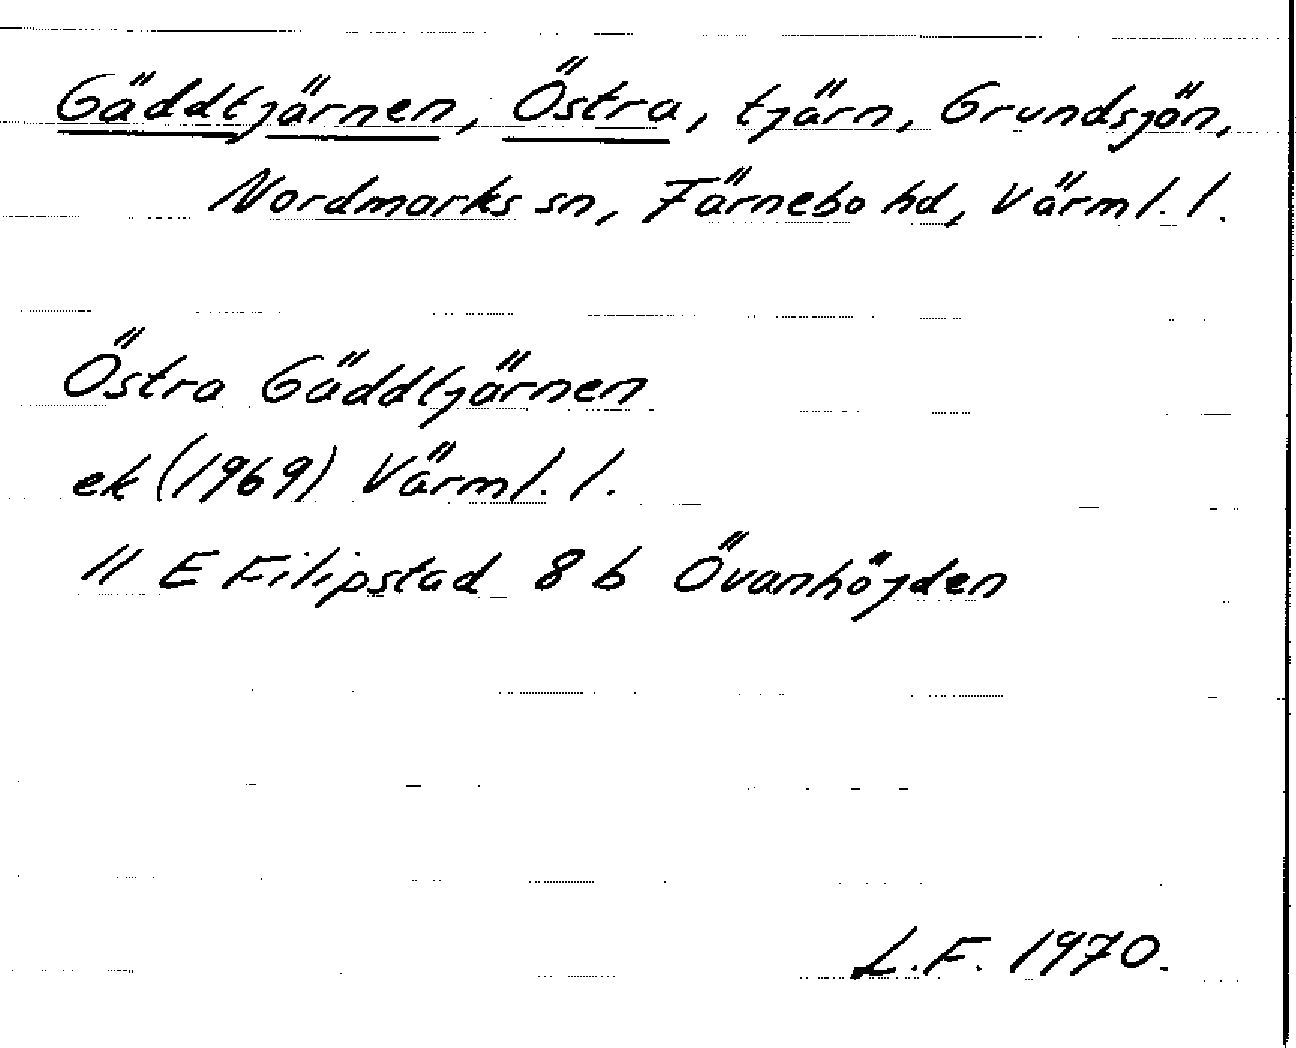 Gäddtjärnen, Östra, tjärn, Grundsjön,
Nordmarks sn, Färnebo hd, Värml. l.
Östra Gäddtjärnen
ek (1969) Värml. l.
11 E Filipstad 8 b Övanhöjden
L.F. 1970.